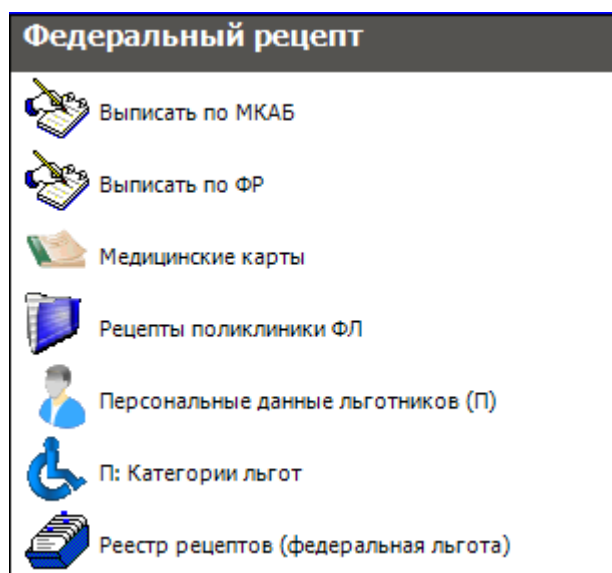 Федеральный рецепт
Выписать по МКАБ
Выписать по ФР
Медицинские карты
Рецепты поликлиники ФЛ
Персональные данные льготников (П)
П: Категории льгот
Реестр рецептов (федеральная льгота)